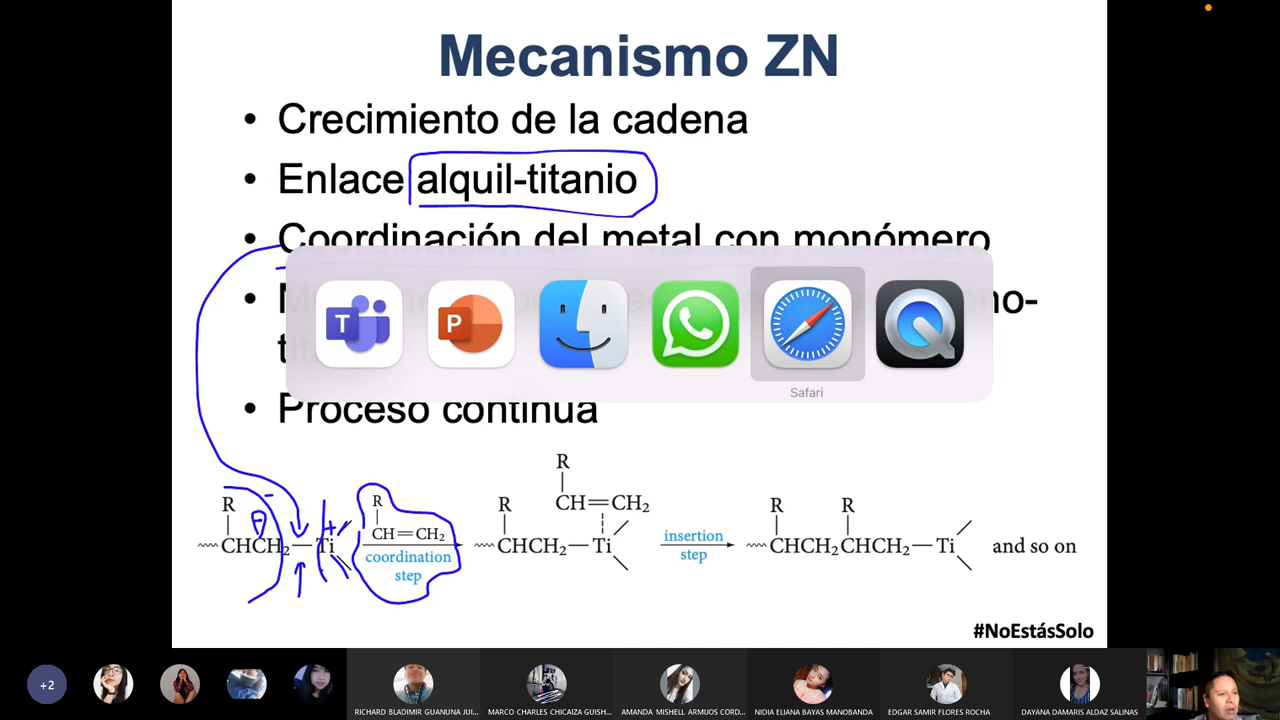 Mecanismo ZN
• Crecimiento de la cadena
• Enlace alquil-titanio
• Coordinación del metal con monómero
• Proceso continua
Safari
R
CHCH₂—Ti
R
CH=CH₂
coordination
step
R
CH=CH₂
R
CHCH₂—Ti
insertion
step
R R
CHCH₂CHCH₂—Ti
and so on
#NoEstásSolo
+2
RICHARD BLADIMIR GUANUNA JUI...
MARCO CHARLES CHICAIZA GUISH...
AMANDA MISHELL ARMIJOS CORD...
NIDIA ELIANA BAYAS MANOBANDA
EDGAR SAMIR FLORES ROCHA
DAYANA DAMARIS ALDAZ SALINAS